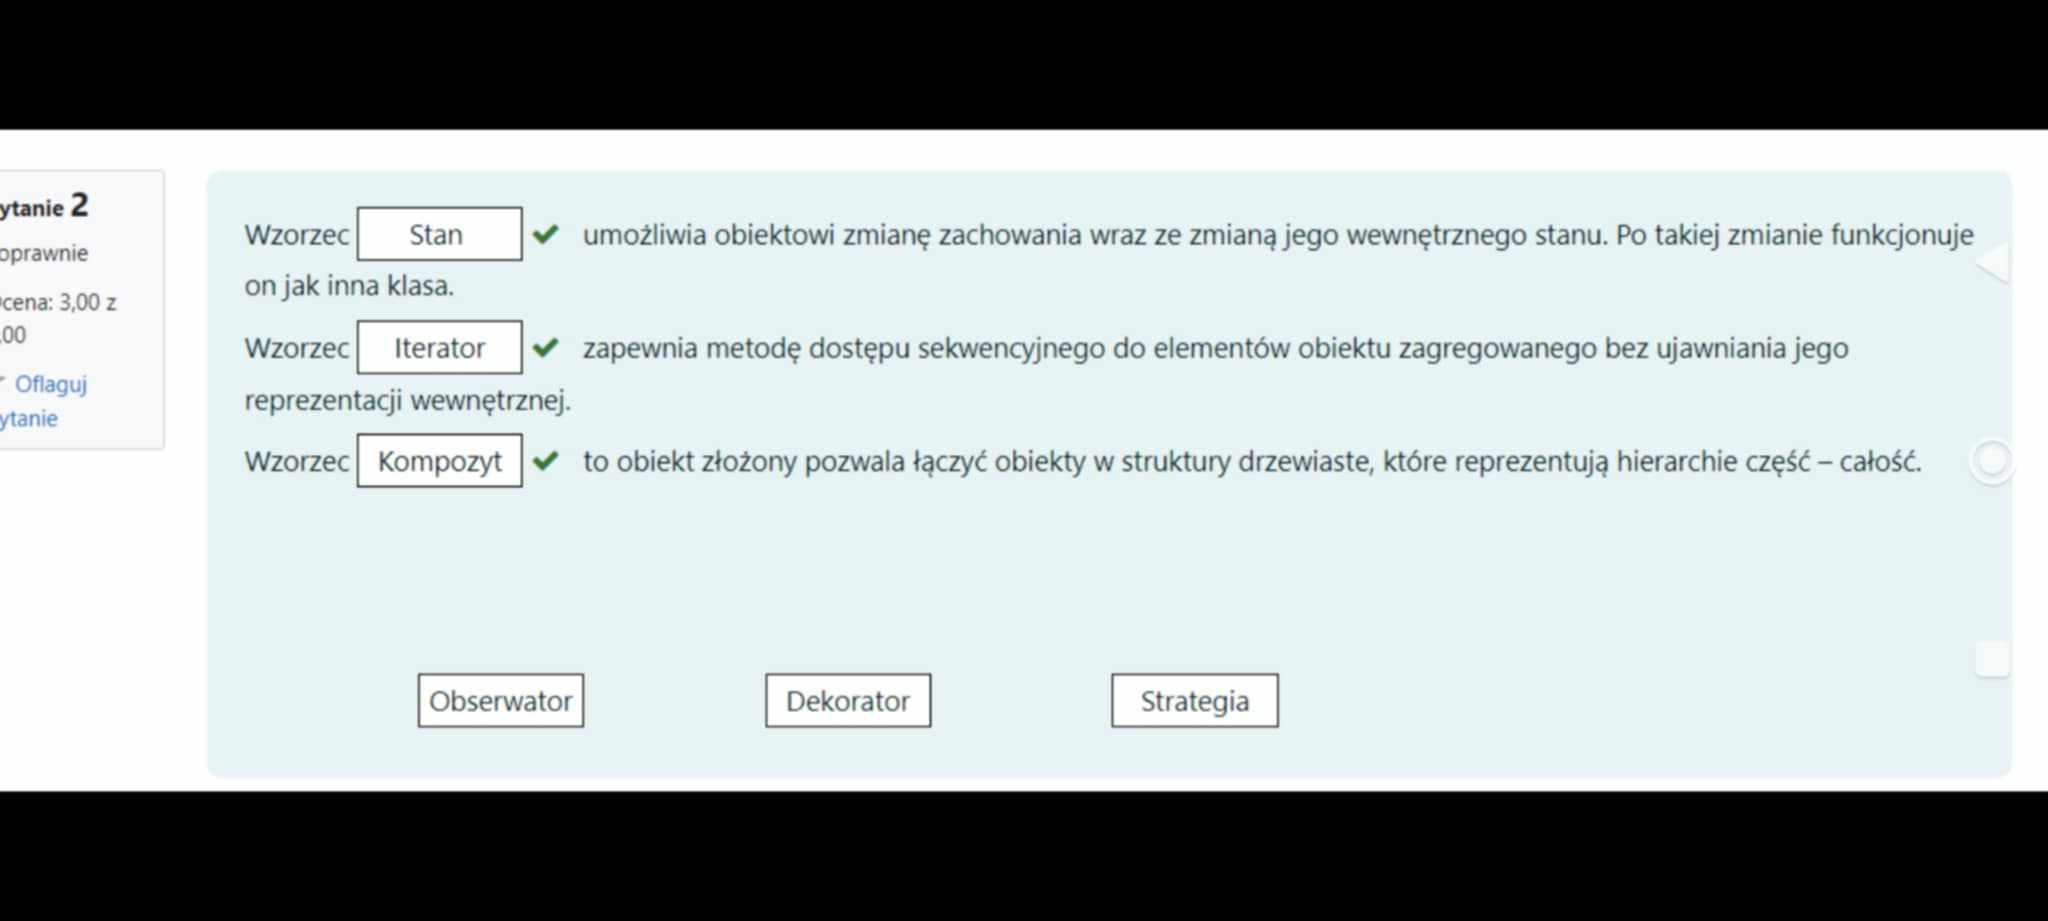 ytanie 2
oprawnie
cena: 3,00 z
,00
Oflaguj
ytanie
Wzorzec Stan umożliwia obiektowi zmianę zachowania wraz ze zmianą jego wewnętrznego stanu. Po takiej zmianie funkcjonuje
on jak inna klasa.
Wzorzec Iterator zapewnia metodę dostępu sekwencyjnego do elementów obiektu zagregowanego bez ujawniania jego
reprezentacji wewnętrznej.
Wzorzec Kompozyt to obiekt złożony pozwala łączyć obiekty w struktury drzewiaste, które reprezentują hierarchie część – całość.
Obserwator Dekorator Strategia